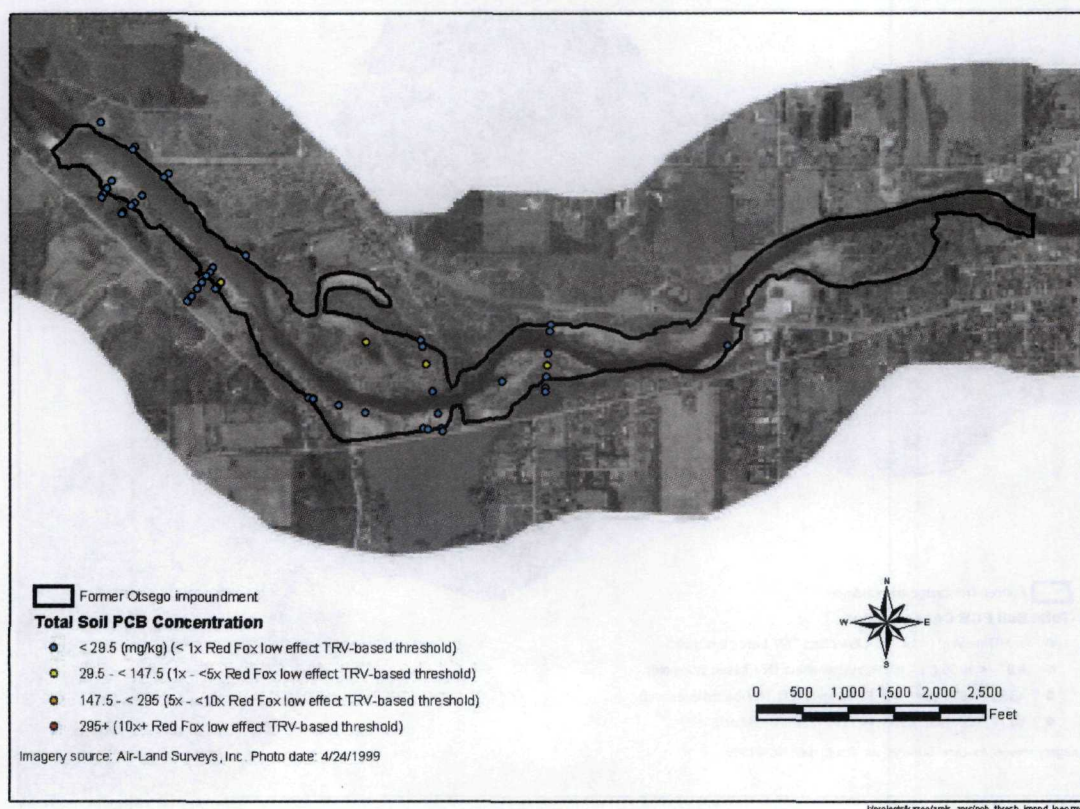 Former Otsego impoundment
Total Soil PCB Concentration
< 29.5 (mg/kg) (< 1x Red Fox low effect TRV-based threshold)
29.5 - < 147.5 (1x - <5x Red Fox low effect TRV-based threshold)
147.5 - < 295 (5x - <10x Red Fox low effect TRV-based threshold)
295+ (10x+ Red Fox low effect TRV-based threshold)
Imagery source: Air-Land Surveys, Inc. Photo date: 4/24/1999
N
W E
S
0 500 1,000 1,500 2,000 2,500
Feet